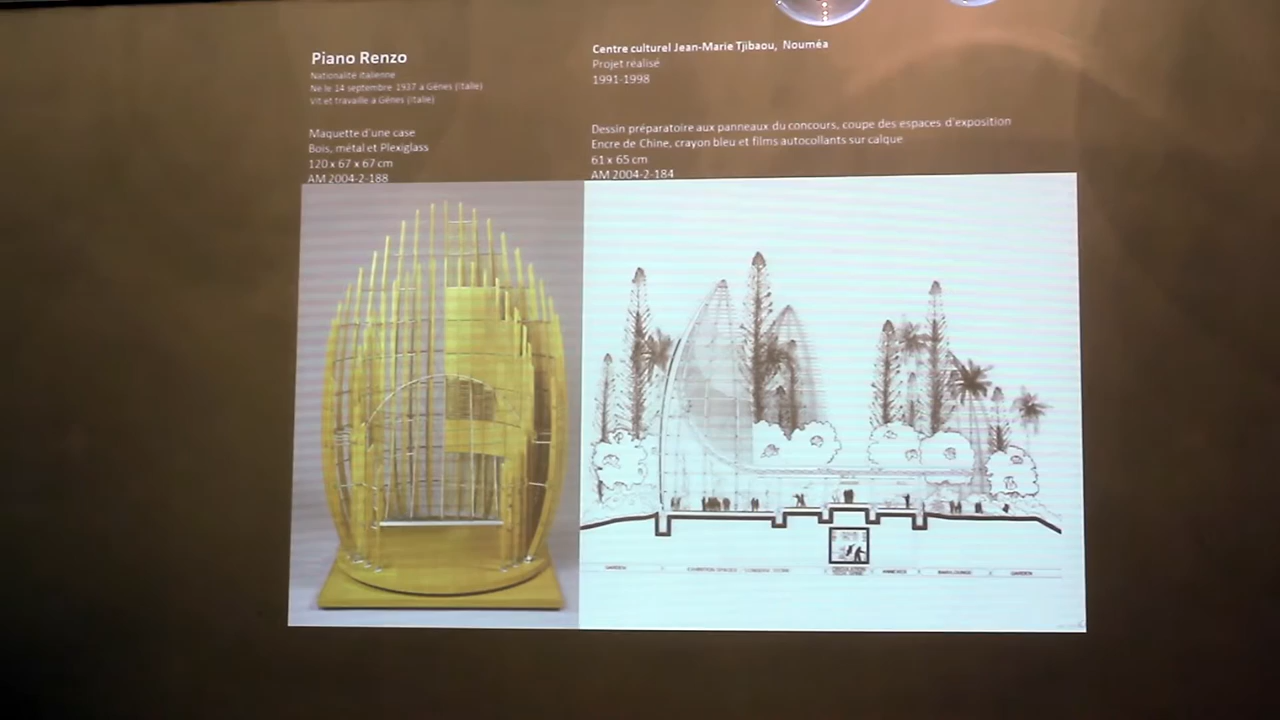 Piano Renzo
Nationalité italienne
Né le 14 septembre 1937 a Gênes (Italie)
Vit et travaille à Gênes (Italie)
Maquette d'une case
Bois, métal et Plexiglass
120 x 67 x 67 cm
AM 2004-2-188
Centre culturel Jean-Marie Tjibaou, Nouméa
Projet réalisé
1991-1998
Dessin préparatoire aux panneaux du concours, coupe des espaces d'exposition
Encre de Chine, crayon bleu et films autocollants sur calque
61 x 65 cm
AM 2004-2-184
GARDEN
ANNEXES
GARDEN